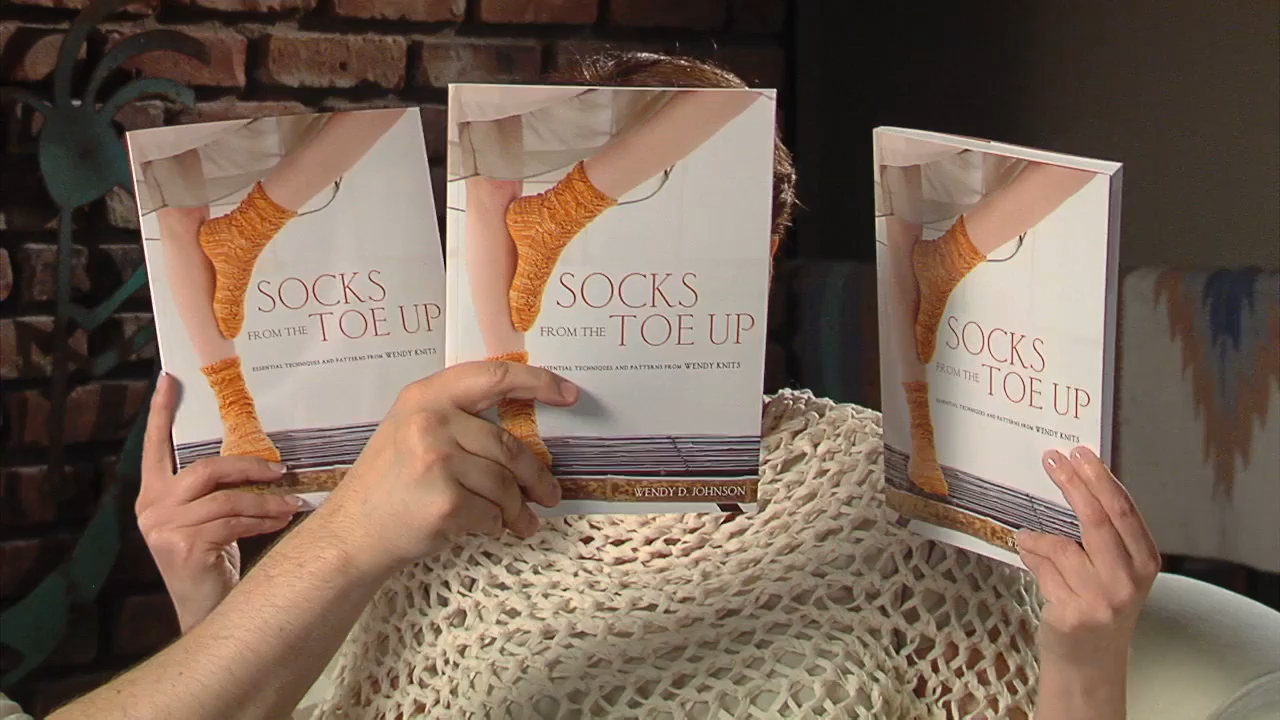 SOCKS
FROM THE TOE UP
ESSENTIAL TECHNIQUES AND PATTERNS FROM WENDY KNITS
SOCKS
FROM THE TOE UP
ESSENTIAL TECHNIQUES AND PATTERNS FROM WENDY KNITS
WENDY D. JOHNSON
SOCKS
FROM THE TOE UP
ESSENTIAL TECHNIQUES AND PATTERNS FROM WENDY KNITS